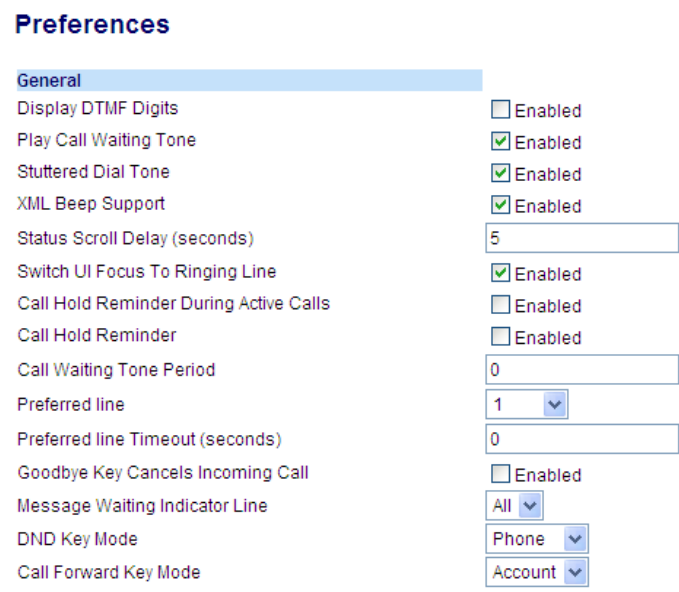 Preferences
General
Display DTMF Digits Enabled
Play Call Waiting Tone Enabled
Stuttered Dial Tone Enabled
XML Beep Support Enabled
Status Scroll Delay (seconds) 5
Switch UI Focus To Ringing Line Enabled
Call Hold Reminder During Active Calls Enabled
Call Hold Reminder Enabled
Call Waiting Tone Period 0
Preferred line 1
Preferred line Timeout (seconds) 0
Goodbye Key Cancels Incoming Call Enabled
Message Waiting Indicator Line All
DND Key Mode Phone
Call Forward Key Mode Account